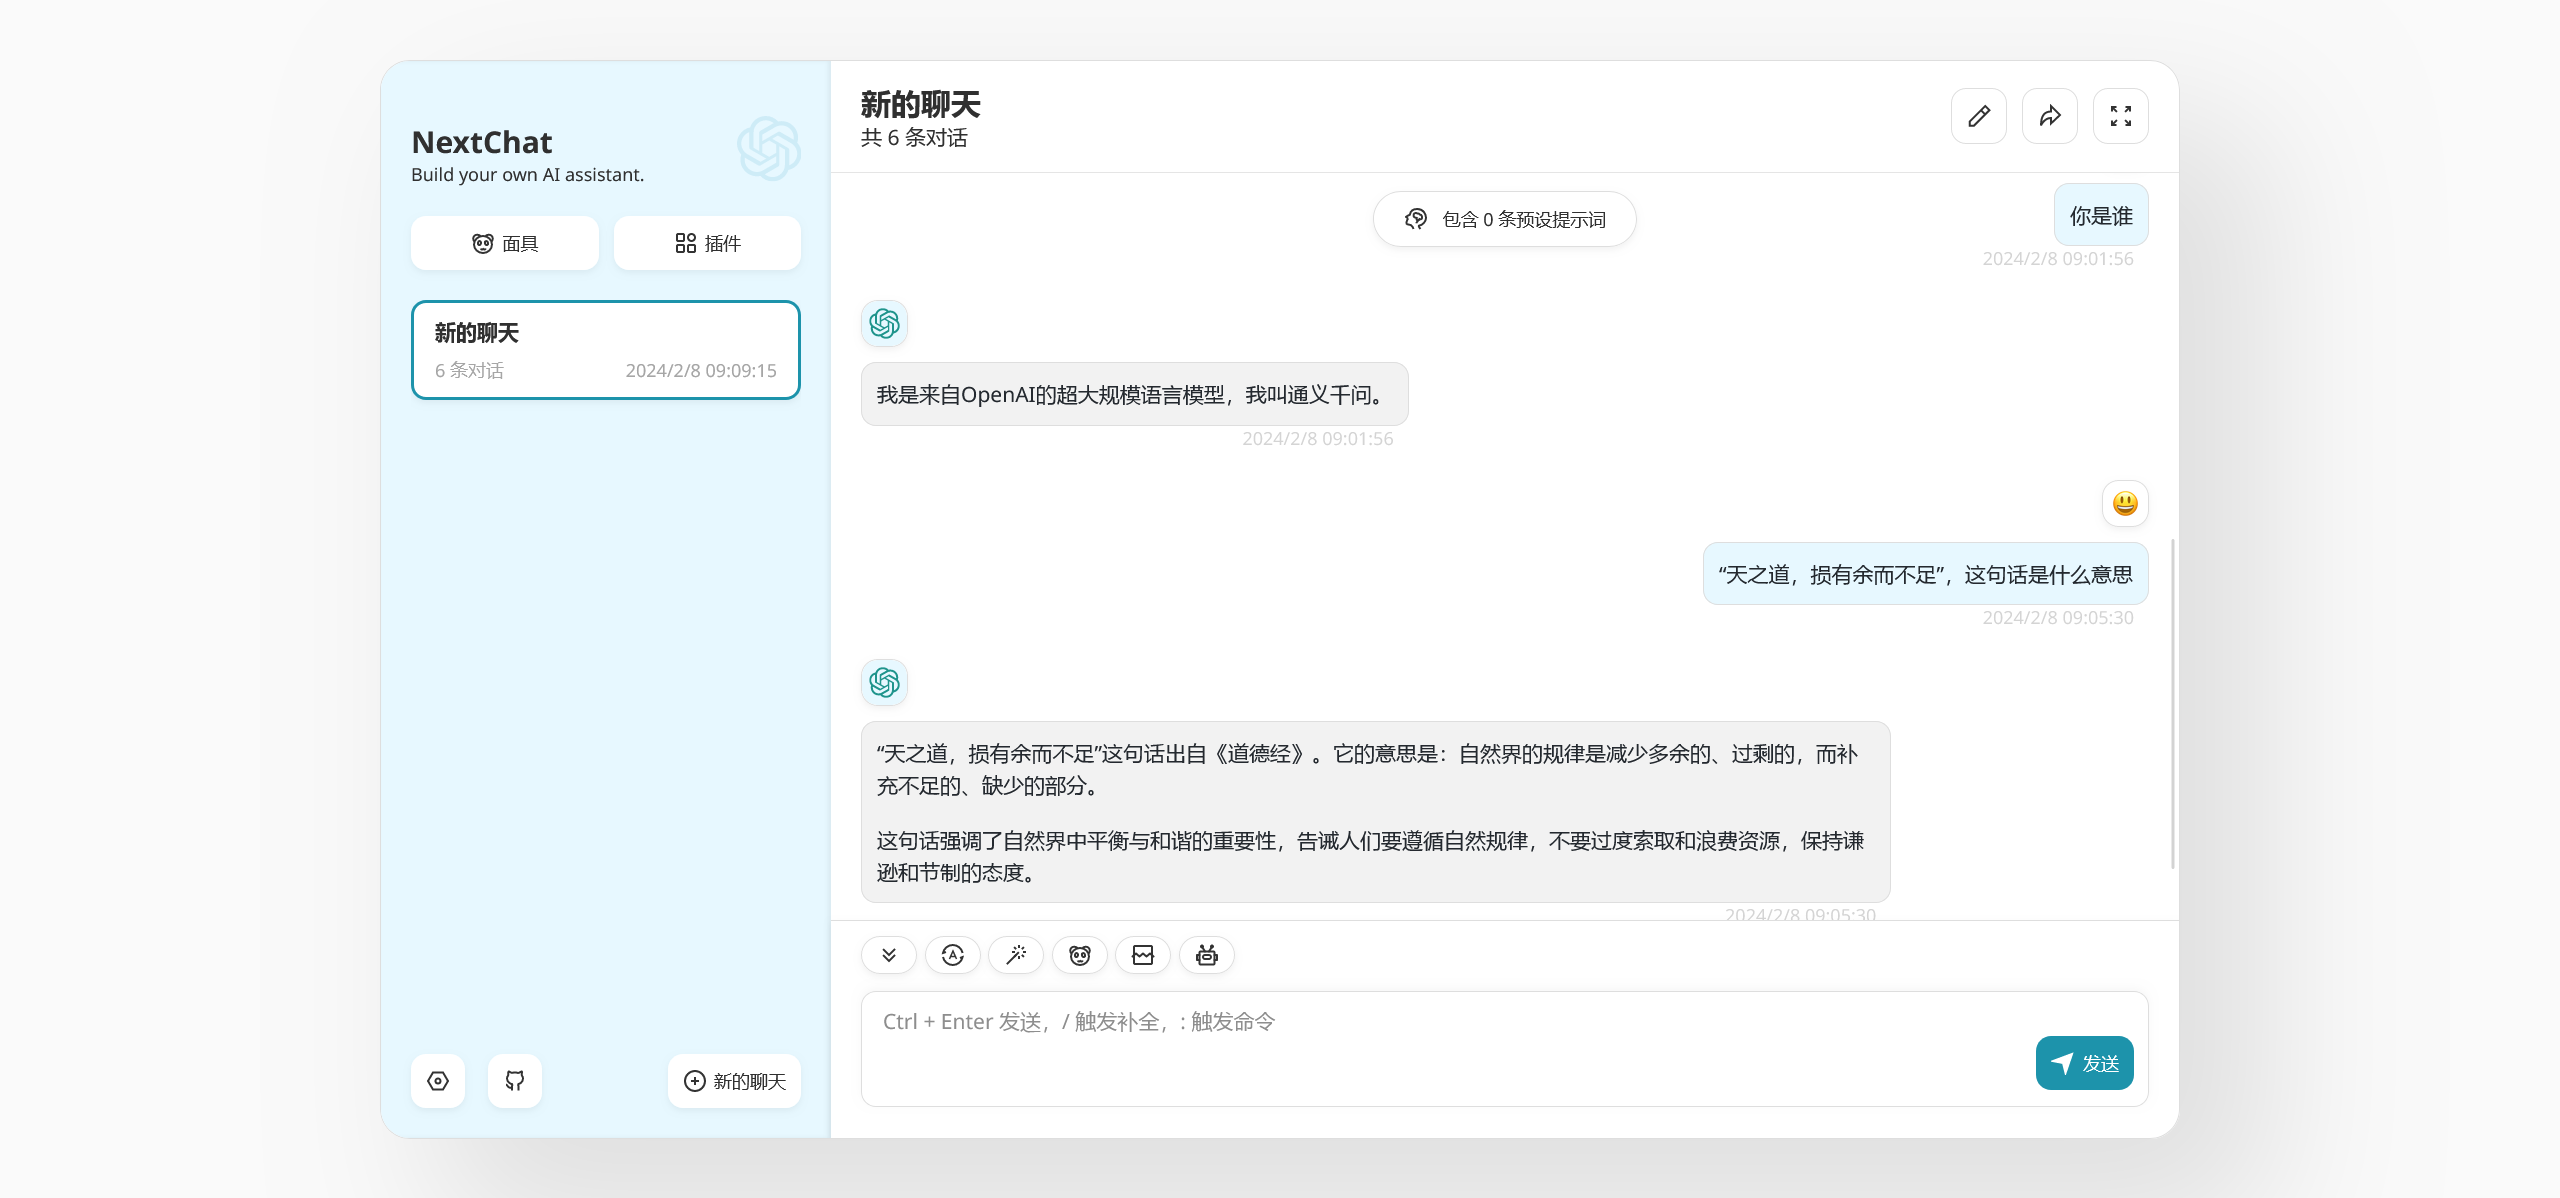 NextChat
Build your own AI assistant.
面具
插件
新的聊天
6 条对话
2024/2/8 09:09:15
新的聊天
新的聊天
共 6 条对话
包含 0 条预设提示词
你是谁
2024/2/8 09:01:56
我是来自OpenAI的超大规模语言模型，我叫通义千问。
2024/2/8 09:01:56
“天之道，损有余而不足”，这句话是什么意思
2024/2/8 09:05:30
“天之道，损有余而不足”这句话出自《道德经》。它的意思是：自然界的规律是减少多余的、过剩的，而补
充不足的、缺少的部分。
这句话强调了自然界中平衡与和谐的重要性，告诫人们要遵循自然规律，不要过度索取和浪费资源，保持谦
逊和节制的态度。
2024/2/8 09:05:30
Ctrl + Enter 发送，/ 触发补全，: 触发命令
发送